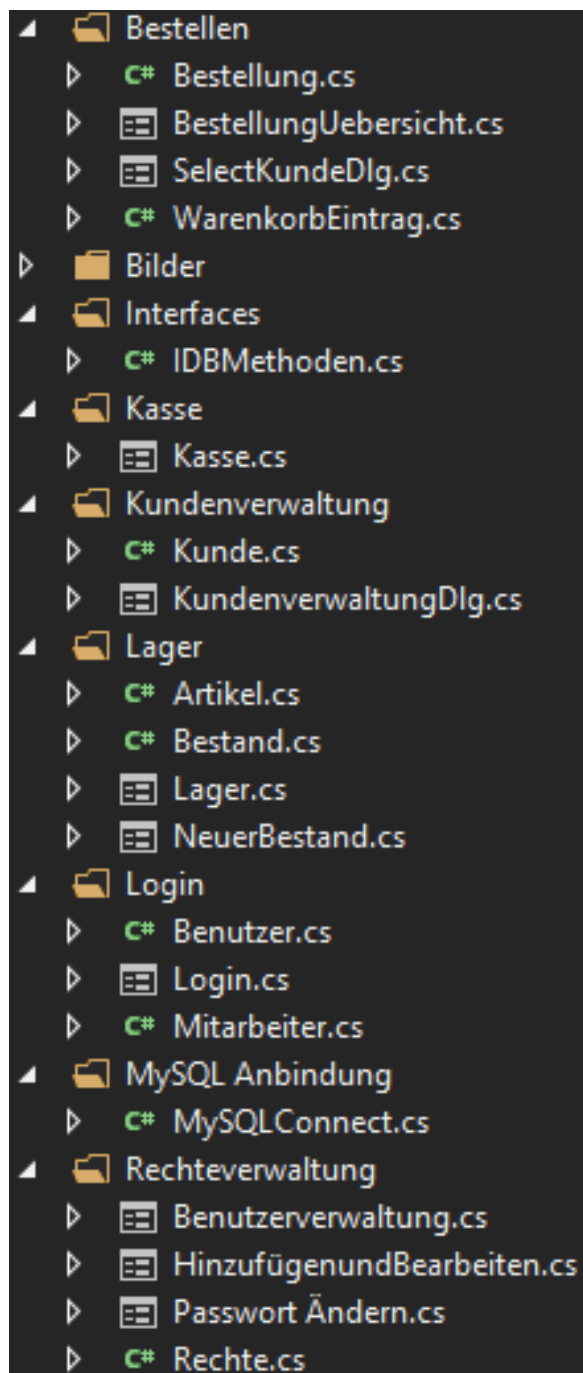 Bestellen
C# Bestellung.cs
BestellungUebersicht.cs
SelectKundeDlg.cs
C# WarenkorbEintrag.cs
Bilder
Interfaces
C# IDBMethoden.cs
Kasse
Kasse.cs
Kundenverwaltung
C# Kunde.cs
KundenverwaltungDlg.cs
Lager
C# Artikel.cs
C# Bestand.cs
Lager.cs
NeuerBestand.cs
Login
C# Benutzer.cs
Login.cs
C# Mitarbeiter.cs
MySQL Anbindung
C# MySQLConnect.cs
Rechteverwaltung
Benutzerverwaltung.cs
HinzufügenundBearbeiten.cs
Passwort Ändern.cs
C# Rechte.cs